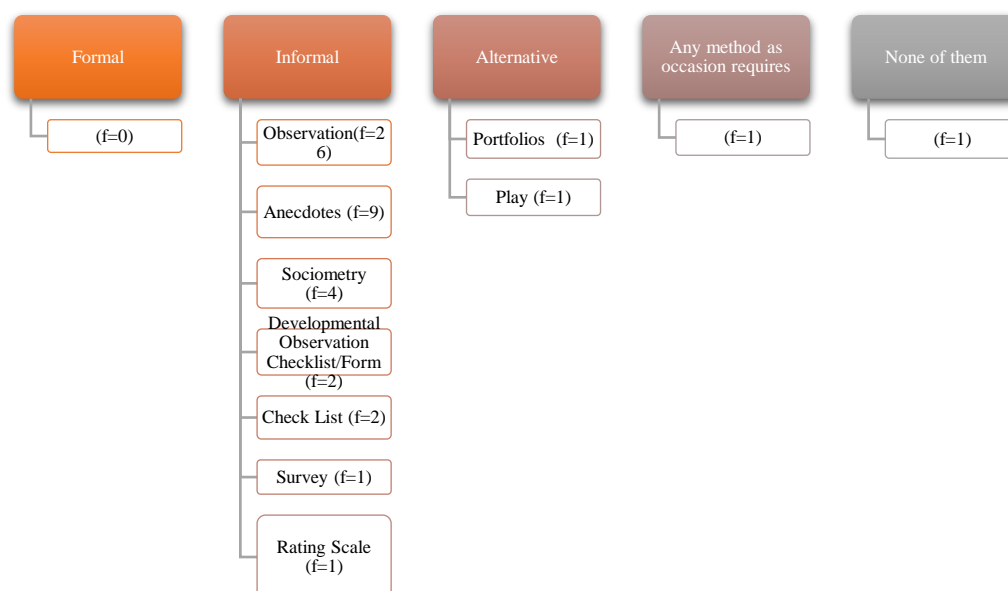 Formal
(f=0)
Informal
Observation(f=2
6)
Anecdotes (f=9)
Sociometry
(f=4)
Developmental
Observation
Checklist/Form
(f=2)
Check List (f=2)
Survey (f=1)
Rating Scale
(f=1)
Alternative
Portfolios  (f=1)
Play (f=1)
Any method as
occasion requires
(f=1)
None of them
(f=1)